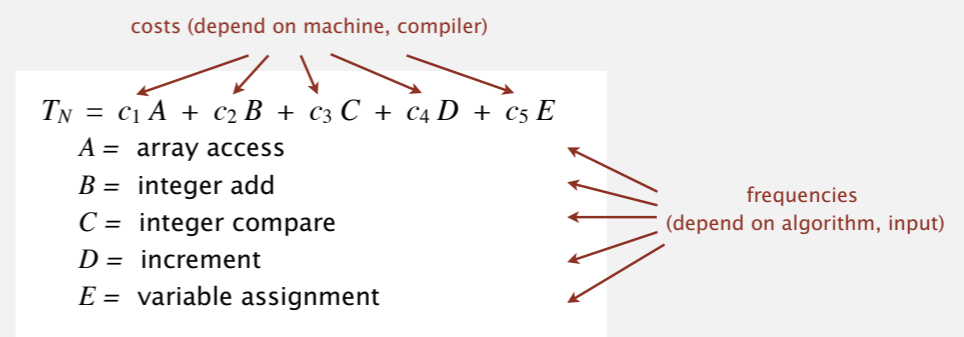 costs (depend on machine, compiler)
T_N = c_1 A + c_2 B + c_3 C + c_4 D + c_5 E
A = array access
B = integer add
C = integer compare
D = increment
E = variable assignment
frequencies
(depend on algorithm, input)